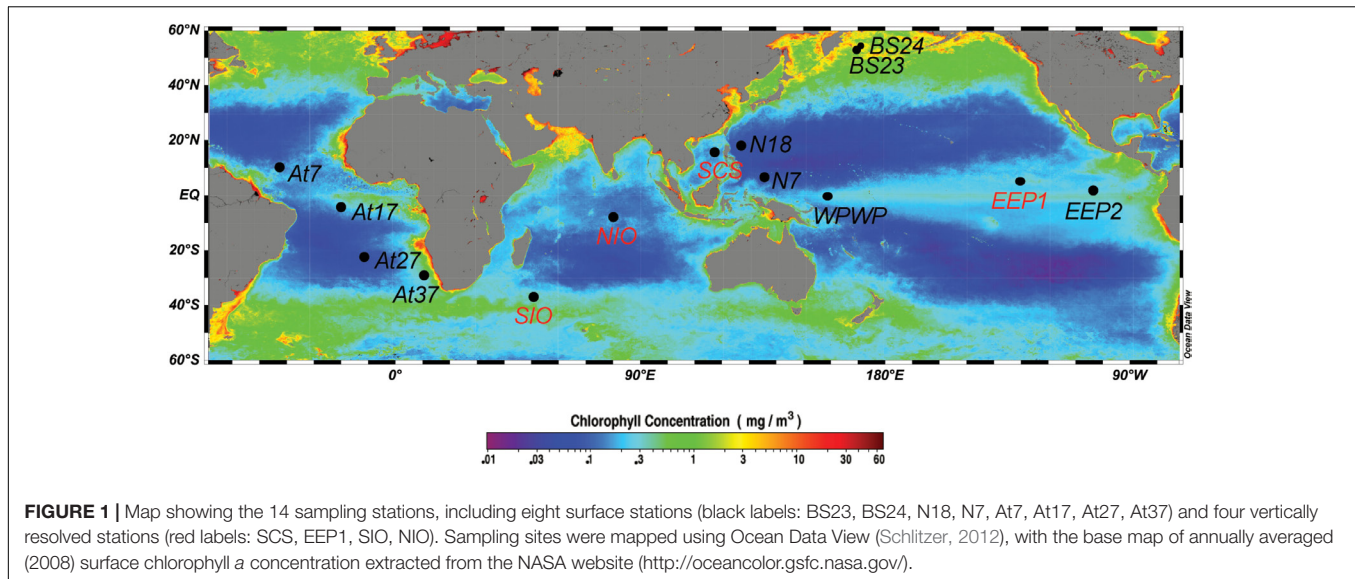 60°N
40°N
20°N
EQ
20°S
40°S
60°S
BS24
BS23
N18
SCS
N7
At7
WPWP
EEP1
EEP2
At17
NIO
At27
At37
SIO
Ocean Data View
0° 90°E 180°E 90°W
Chlorophyll Concentration ( mg / m³ )
.01 .03 .1 .3 1 3 10 30 60
FIGURE 1 | Map showing the 14 sampling stations, including eight surface stations (black labels: BS23, BS24, N18, N7, At7, At17, At27, At37) and four vertically
resolved stations (red labels: SCS, EEP1, SIO, NIO). Sampling sites were mapped using Ocean Data View (Schlitzer, 2012), with the base map of annually averaged
(2008) surface chlorophyll a concentration extracted from the NASA website (http://oceancolor.gsfc.nasa.gov/).